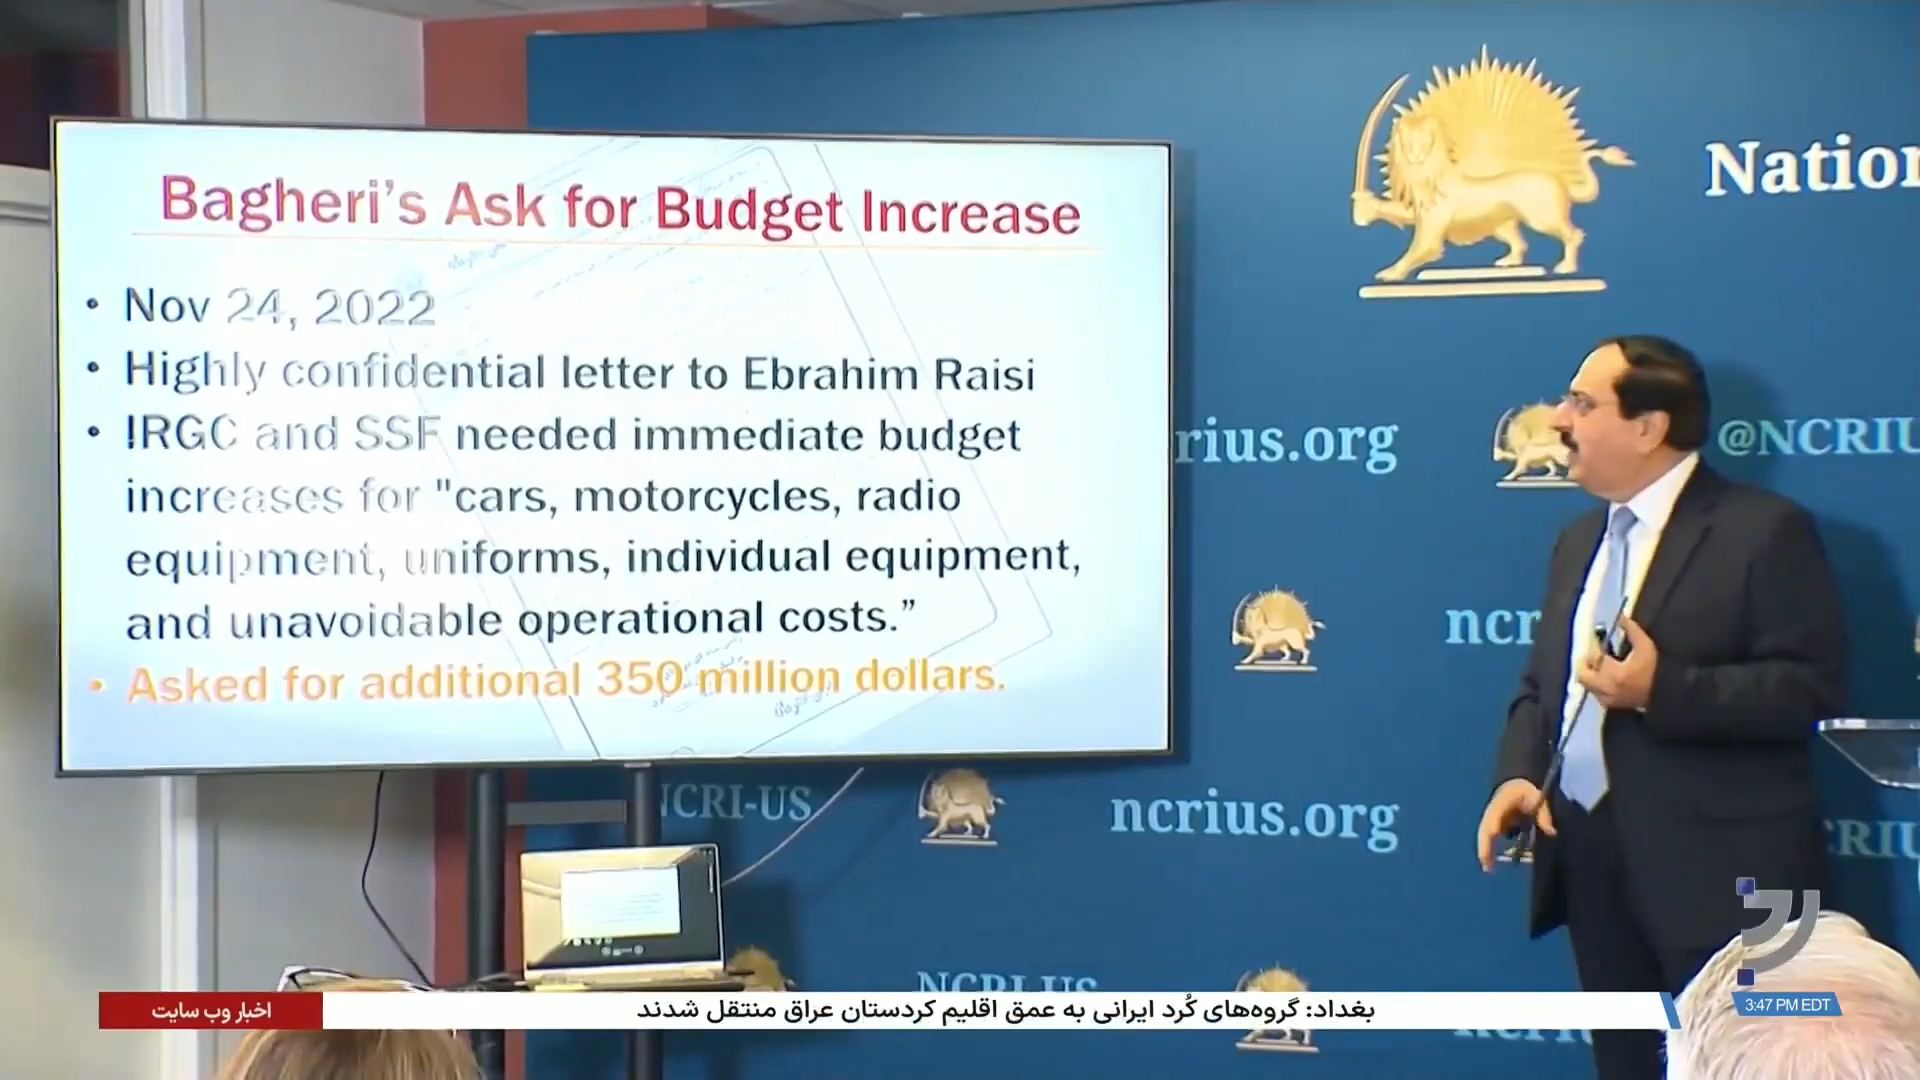 Bagheri's Ask for Budget Increase
• Nov 24, 2022
• Highly confidential letter to Ebrahim Raisi
• IRGC and SSF needed immediate budget
increases for "cars, motorcycles, radio
equipment, uniforms, individual equipment,
and unavoidable operational costs.”
• Asked for additional 350 million dollars.
Nation
rius.org
@NCRIU
ncr
NCRI-US
ncrius.org
CRIU
NCRI-US
اخبار وب سایت
بغداد: گروه‌های کُرد ایرانی به عمق اقلیم کردستان عراق منتقل شدند
3:47 PM EDT